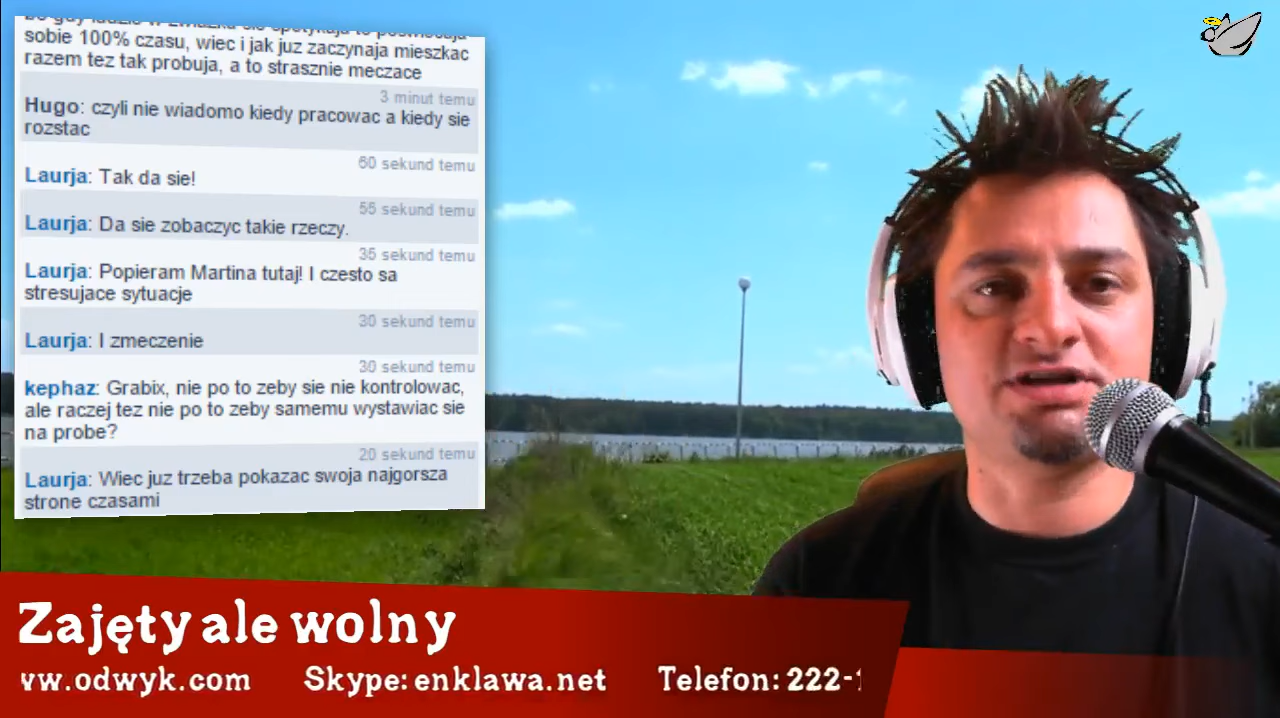 sobie 100% czasu, wiec i jak juz zaczynaja mieszkac
razem tez tak probuja, a to strasznie meczace
3 minut temu
Hugo: czyli nie wiadomo kiedy pracowac a kiedy sie
rozstac
60 sekund temu
Laurja: Tak da sie!
55 sekund temu
Laurja: Da sie zobaczyc takie rzeczy.
35 sekund temu
Laurja: Popieram Martina tutaj! I czesto sa
stresujace sytuacje
30 sekund temu
Laurja: I zmeczenie
30 sekund temu
kephaz: Grabix, nie po to zeby sie nie kontrolowac,
ale raczej tez nie po to zeby samemu wystawiac sie
na probe?
20 sekund temu
Laurja: Wiec juz trzeba pokazac swoja najgorsza
strone czasami
Zajęty ale wolny
vw.odwyk.com Skype: enklawa.net Telefon: 222-1